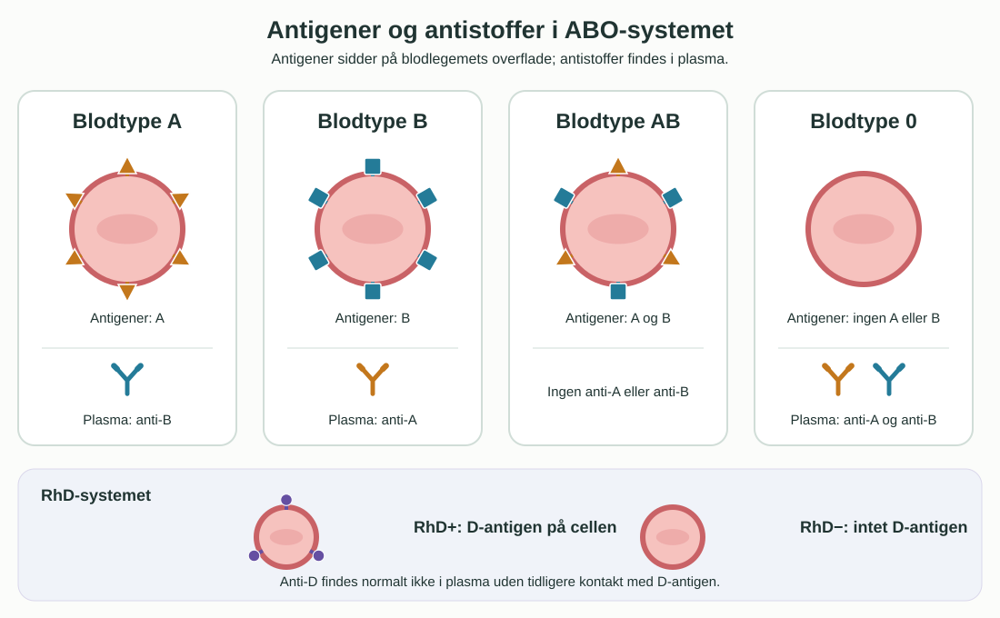 Antigener og antistoffer i ABO-systemet
Antigener sidder på blodlegemets overflade; antistoffer findes i plasma.
Blodtype A
Antigener: A
Plasma: anti-B
Blodtype B
Antigener: B
Plasma: anti-A
Blodtype AB
Antigener: A og B
Ingen anti-A eller anti-B
Blodtype 0
Antigener: ingen A eller B
Plasma: anti-A og anti-B
RhD-systemet
RhD+: D-antigen på cellen
RhD−: intet D-antigen
Anti-D findes normalt ikke i plasma uden tidligere kontakt med D-antigen.